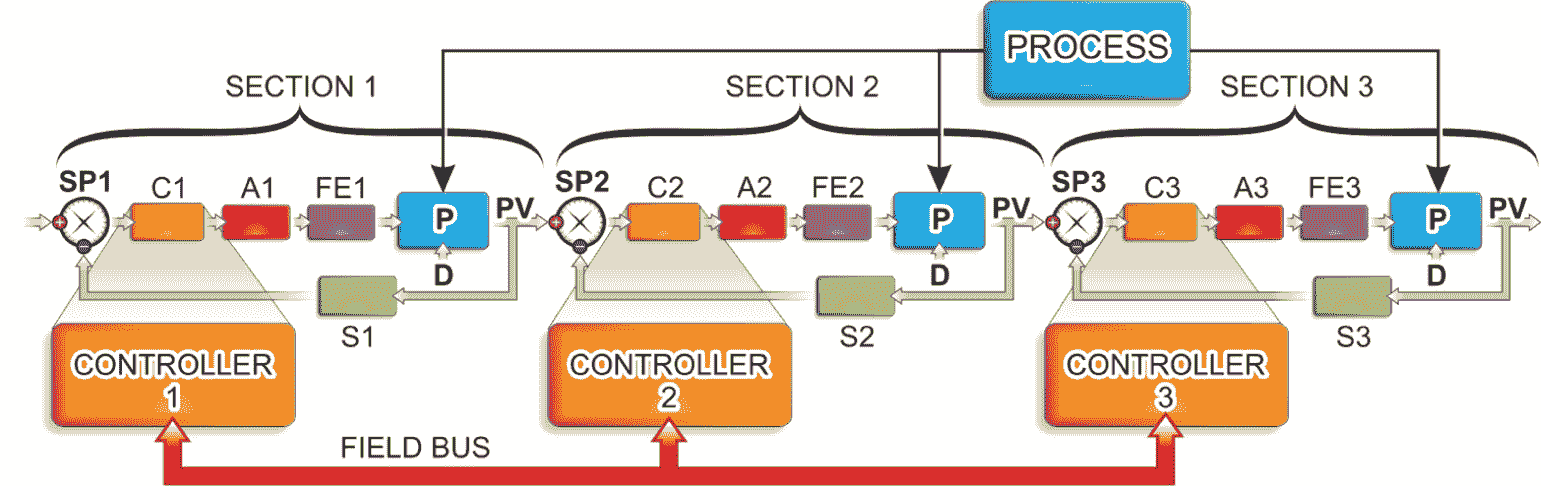 PROCESS
SECTION 1 SECTION 2 SECTION 3
SP1 C1 A1 FE1 P PV
D
S1
SP2 C2 A2 FE2 P PV
D
S2
SP3 C3 A3 FE3 P PV
D
S3
CONTROLLER
1
CONTROLLER
2
CONTROLLER
3
FIELD BUS